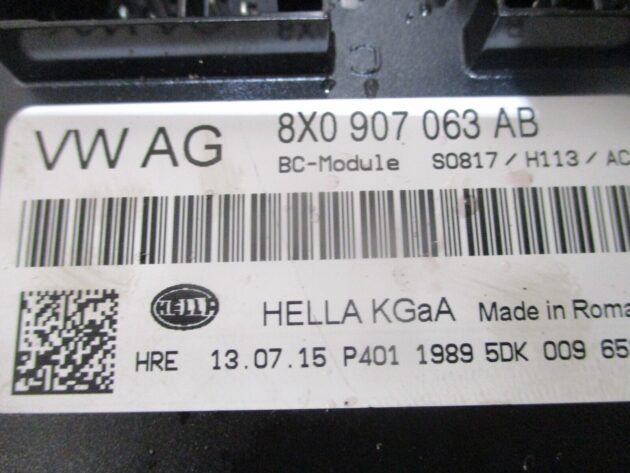 8X
VW AG 8X0 907 063 AB
BC-Module S0817 / H113 / AC
HELLA
HELLA KGaA Made in Roma
HRE 13.07.15 P401 1989 5DK 009 65